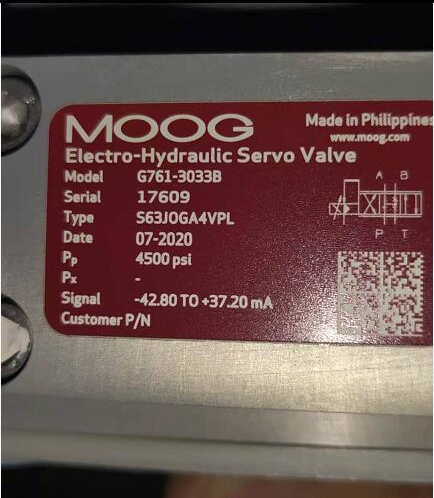 MOOG
Made in Philippines
www.moog.com
Electro-Hydraulic Servo Valve
Model G761-3033B
Serial 17609
Type S63JOGA4VPL
Date 07-2020
Pp 4500 psi
Px -
Signal -42.80 TO +37.20 mA
Customer P/N
A B
P T